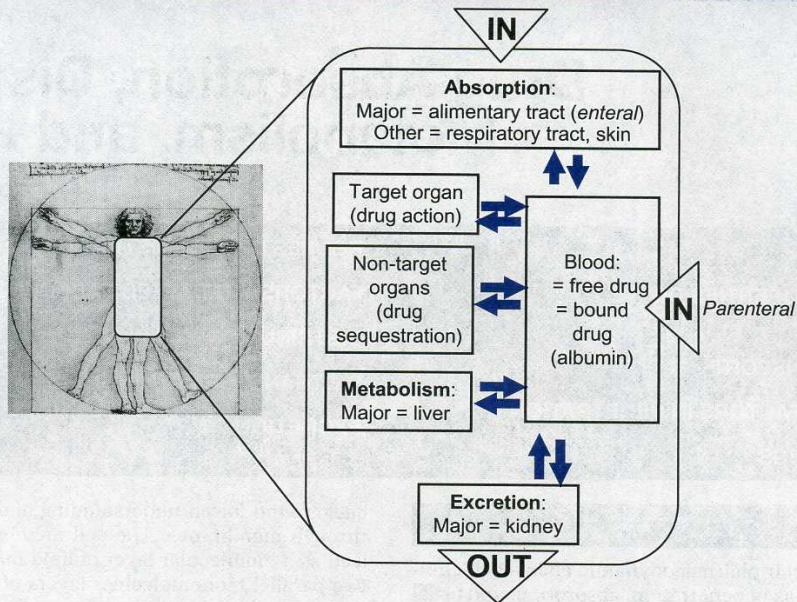 IN
Absorption:
Major = alimentary tract (enteral)
Other = respiratory tract, skin
Target organ
(drug action)
Non-target
organs
(drug
sequestration)
Metabolism:
Major = liver
Blood:
= free drug
= bound
drug
(albumin)
IN
Parenteral
Excretion:
Major = kidney
OUT